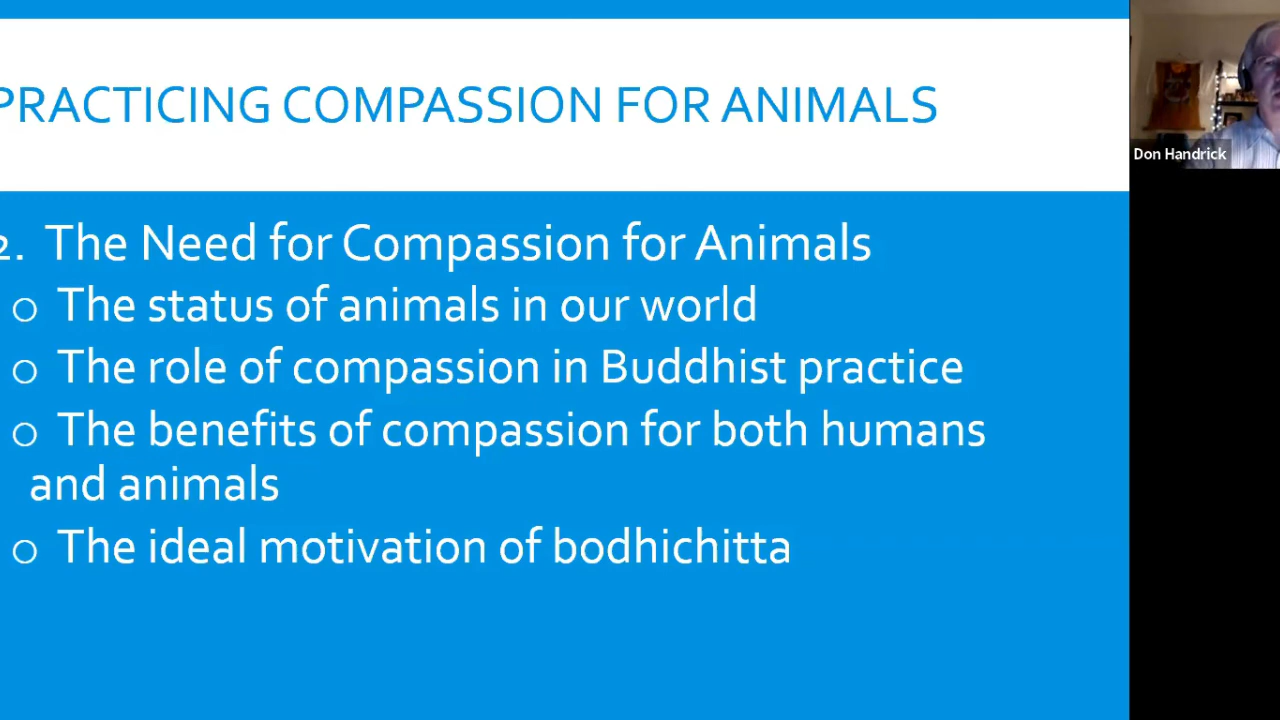 PRACTICING COMPASSION FOR ANIMALS
2. The Need for Compassion for Animals
o The status of animals in our world
o The role of compassion in Buddhist practice
o The benefits of compassion for both humans
and animals
o The ideal motivation of bodhichitta
Don Handrick